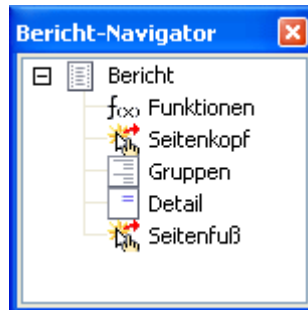 Bericht-Navigator
Bericht
f(x) Funktionen
Seitenkopf
Gruppen
Detail
Seitenfuß